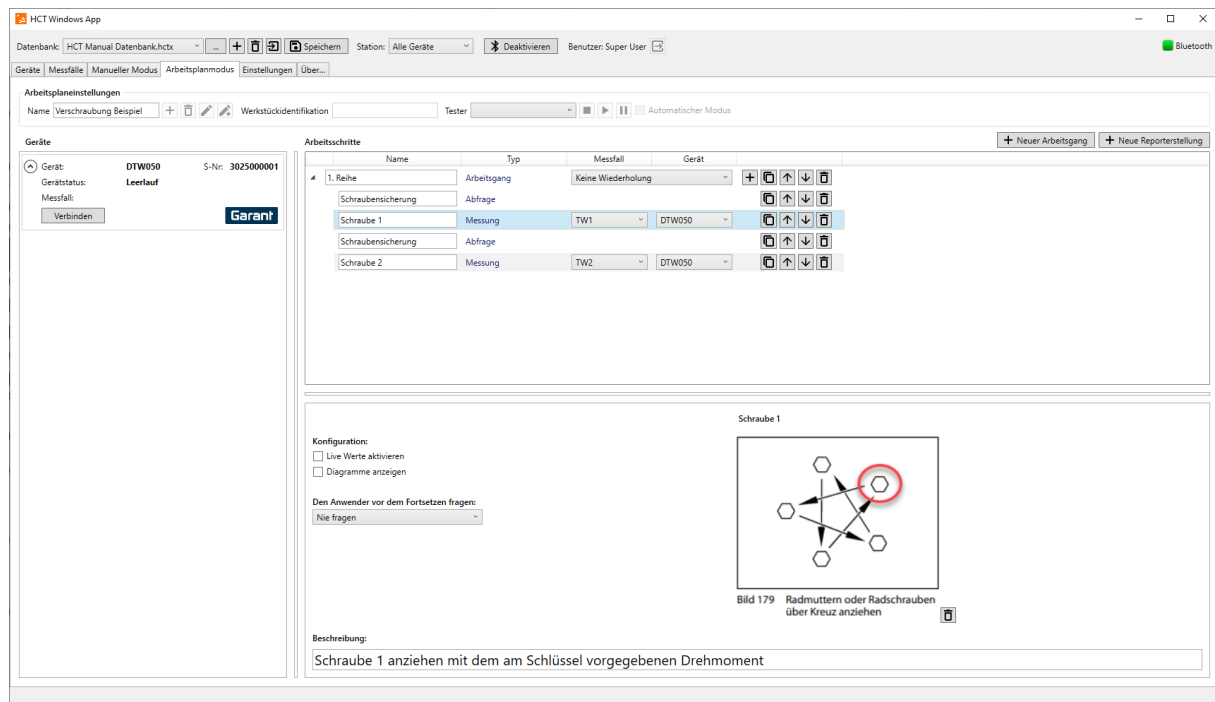 HCT Windows App
Datenbank: HCT Manual Datenbank.hctx ... Speichern Station: Alle Geräte Deaktivieren Benutzer: Super User Bluetooth
Geräte Messfälle Manueller Modus Arbeitsplanmodus Einstellungen Über...
Arbeitsplaneinstellungen
Name Verschraubung Beispiel Werkstückidentifikation Tester Automatischer Modus
Geräte
Gerät: DTW050 S-Nr: 3025000001
Gerätstatus: Leerlauf
Messfall:
Verbinden Garant
Arbeitsschritte Neuer Arbeitsgang Neue Reporterstellung
Name Typ Messfall Gerät
1. Reihe Arbeitsgang Keine Wiederholung
Schraubensicherung Abfrage
Schraube 1 Messung TW1 DTW050
Schraubensicherung Abfrage
Schraube 2 Messung TW2 DTW050
Schraube 1
Konfiguration:
Live Werte aktivieren
Diagramme anzeigen
Den Anwender vor dem Fortsetzen fragen:
Nie fragen
Bild 179 Radmuttern oder Radschrauben
über Kreuz anziehen
Beschreibung:
Schraube 1 anziehen mit dem am Schlüssel vorgegebenen Drehmoment